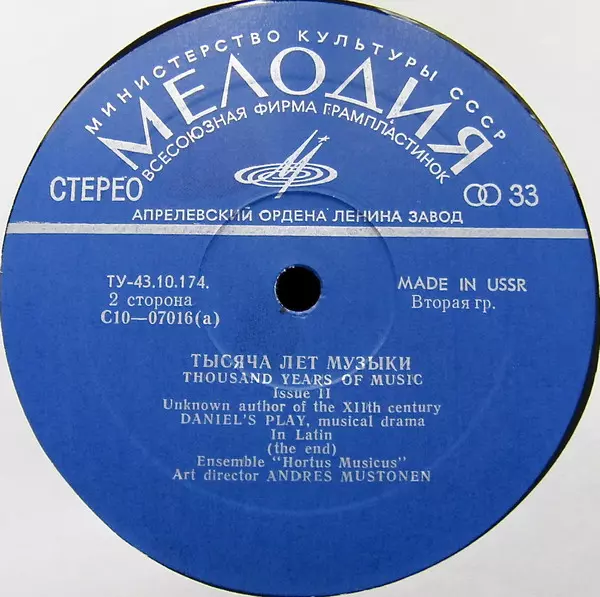 МИНИСТЕРСТВО КУЛЬТУРЫ СССР
МЕЛОДИЯ
ВСЕСОЮЗНАЯ ФИРМА ГРАМПЛАСТИНОК
СТЕРЕО
33
АПРЕЛЕВСКИЙ ОРДЕНА ЛЕНИНА ЗАВОД
ТУ-43.10.174.
MADE IN USSR
2 сторона
Вторая гр.
С10—07016(а)
ТЫСЯЧА ЛЕТ МУЗЫКИ
THOUSAND YEARS OF MUSIC
Issue II
Unknown author of the XIIth century
DANIEL'S PLAY, musical drama
In Latin
(the end)
Ensemble "Hortus Musicus"
Art director ANDRES MUSTONEN